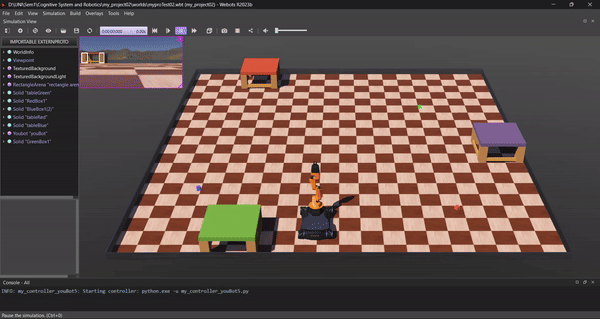 D:\UNI\Sem1\Cognitive System and Robotics\my_project02\worlds\myproTest02.wbt (my_project02) - Webots R2023b
File Edit View Simulation Build Overlays Tools Help
Simulation View
0:00:00:000 - 0.00x
IMPORTABLE EXTERNPROTO
WorldInfo
Viewpoint
TexturedBackground
TexturedBackgroundLight
RectangleArena "rectangle aren
Solid "tableGreen"
Solid "RedBox1"
Solid "BlueBox1(2)"
Solid "tableRed"
Solid "tableBlue"
Youbot "youBot"
Solid "GreenBox1"
Console - All
INFO: my_controller_youBot5: Starting controller: python.exe -u my_controller_youBot5.py
Pause the simulation. (Ctrl+0)